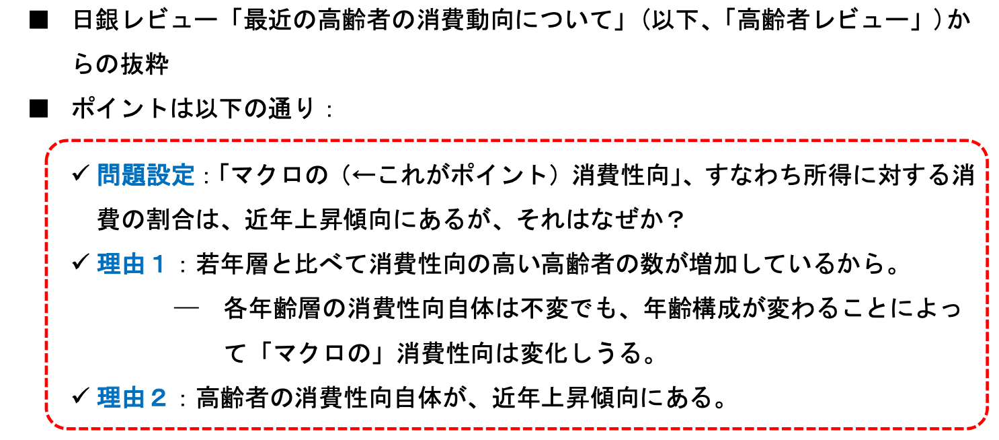 ■ 日銀レビュー「最近の高齢者の消費動向について」（以下、「高齢者レビュー」）か
らの抜粋
■ ポイントは以下の通り：
✓ 問題設定：「マクロの（←これがポイント）消費性向」、すなわち所得に対する消
費の割合は、近年上昇傾向にあるが、それはなぜか？
✓ 理由１：若年層と比べて消費性向の高い高齢者の数が増加しているから。
― 各年齢層の消費性向自体は不変でも、年齢構成が変わることによっ
て「マクロの」消費性向は変化しうる。
✓ 理由２：高齢者の消費性向自体が、近年上昇傾向にある。